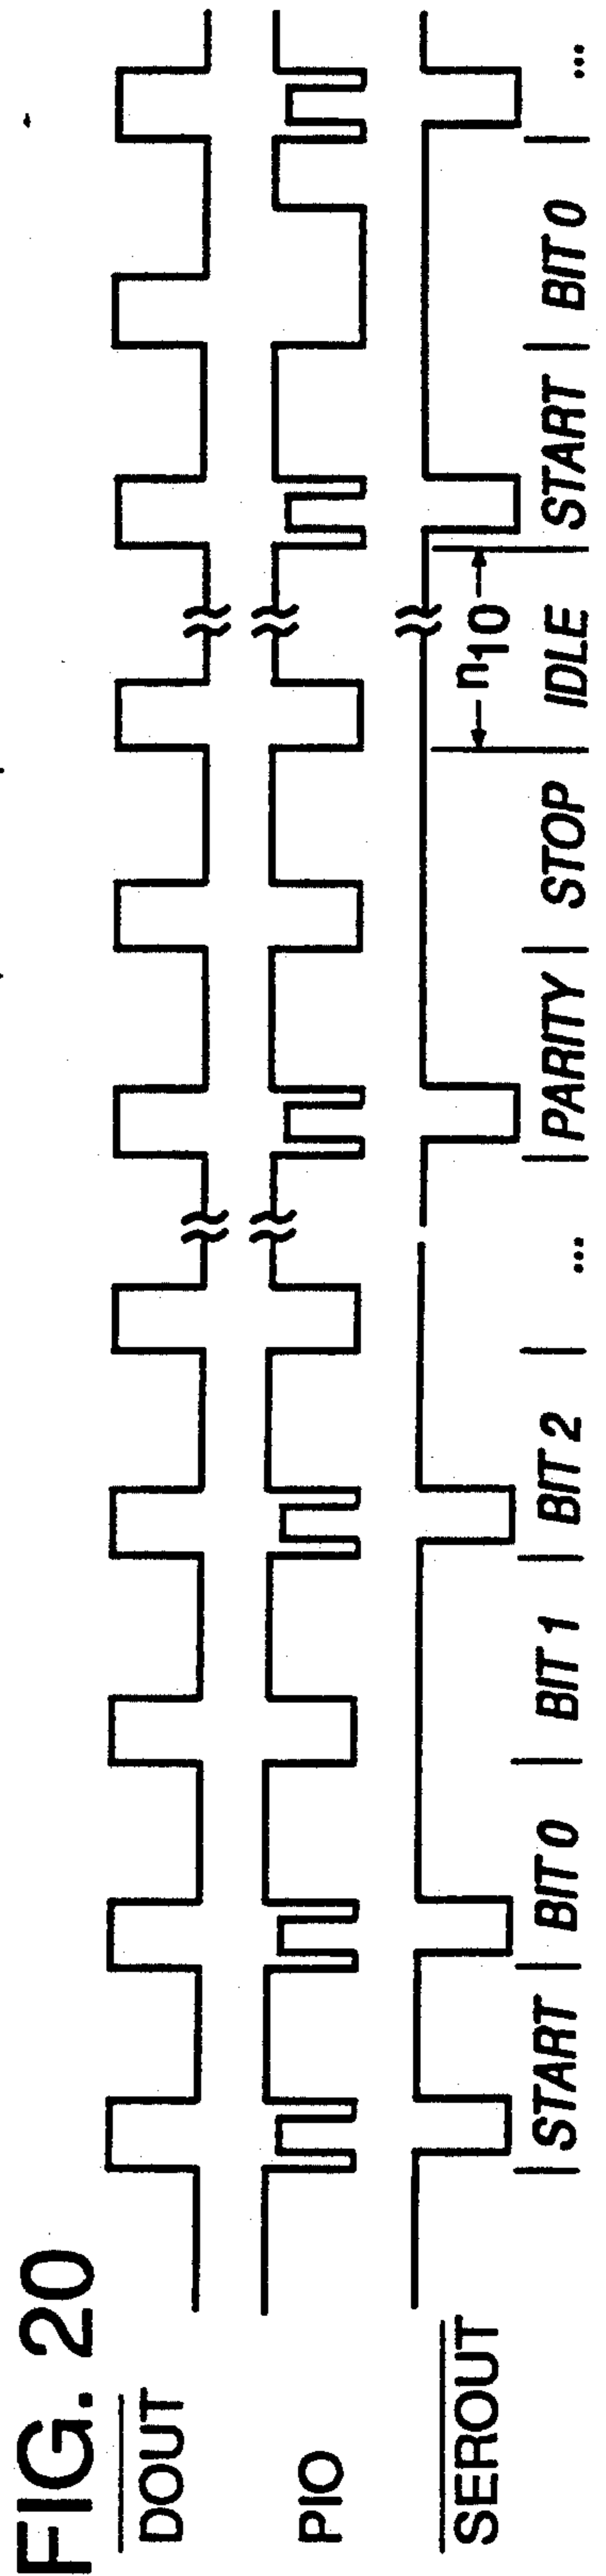 FIG. 20
DOUT
PIO
SEROUT
n10
| START | BIT 0 | BIT 1 | BIT 2 | ... | PARITY | STOP | IDLE | START | BIT 0 | ...